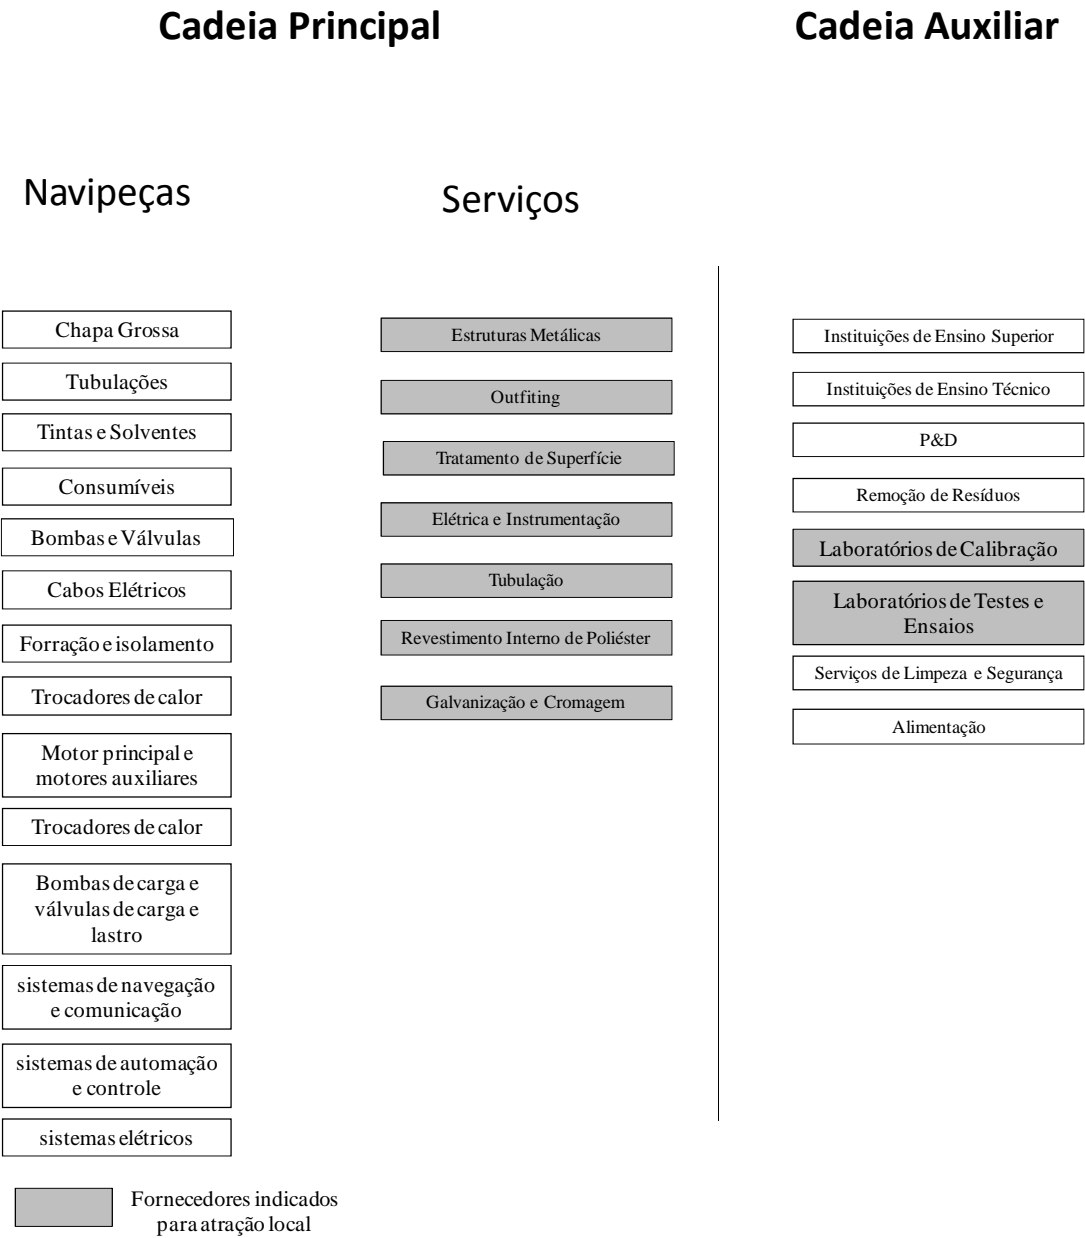 Cadeia Principal
Cadeia Auxiliar
Navipeças
Serviços
Chapa Grossa
Tubulações
Tintas e Solventes
Consumíveis
Bombas e Válvulas
Cabos Elétricos
Forração e isolamento
Trocadores de calor
Motor principal e
motores auxiliares
Trocadores de calor
Bombas de carga e
válvulas de carga e
lastro
sistemas de navegação
e comunicação
sistemas de automação
e controle
sistemas elétricos
Estruturas Metálicas
Outfiting
Tratamento de Superfície
Elétrica e Instrumentação
Tubulação
Revestimento Interno de Poliéster
Galvanização e Cromagem
Instituições de Ensino Superior
Instituições de Ensino Técnico
P&D
Remoção de Resíduos
Laboratórios de Calibração
Laboratórios de Testes e
Ensaios
Serviços de Limpeza e Segurança
Alimentação
Fornecedores indicados
para atração local